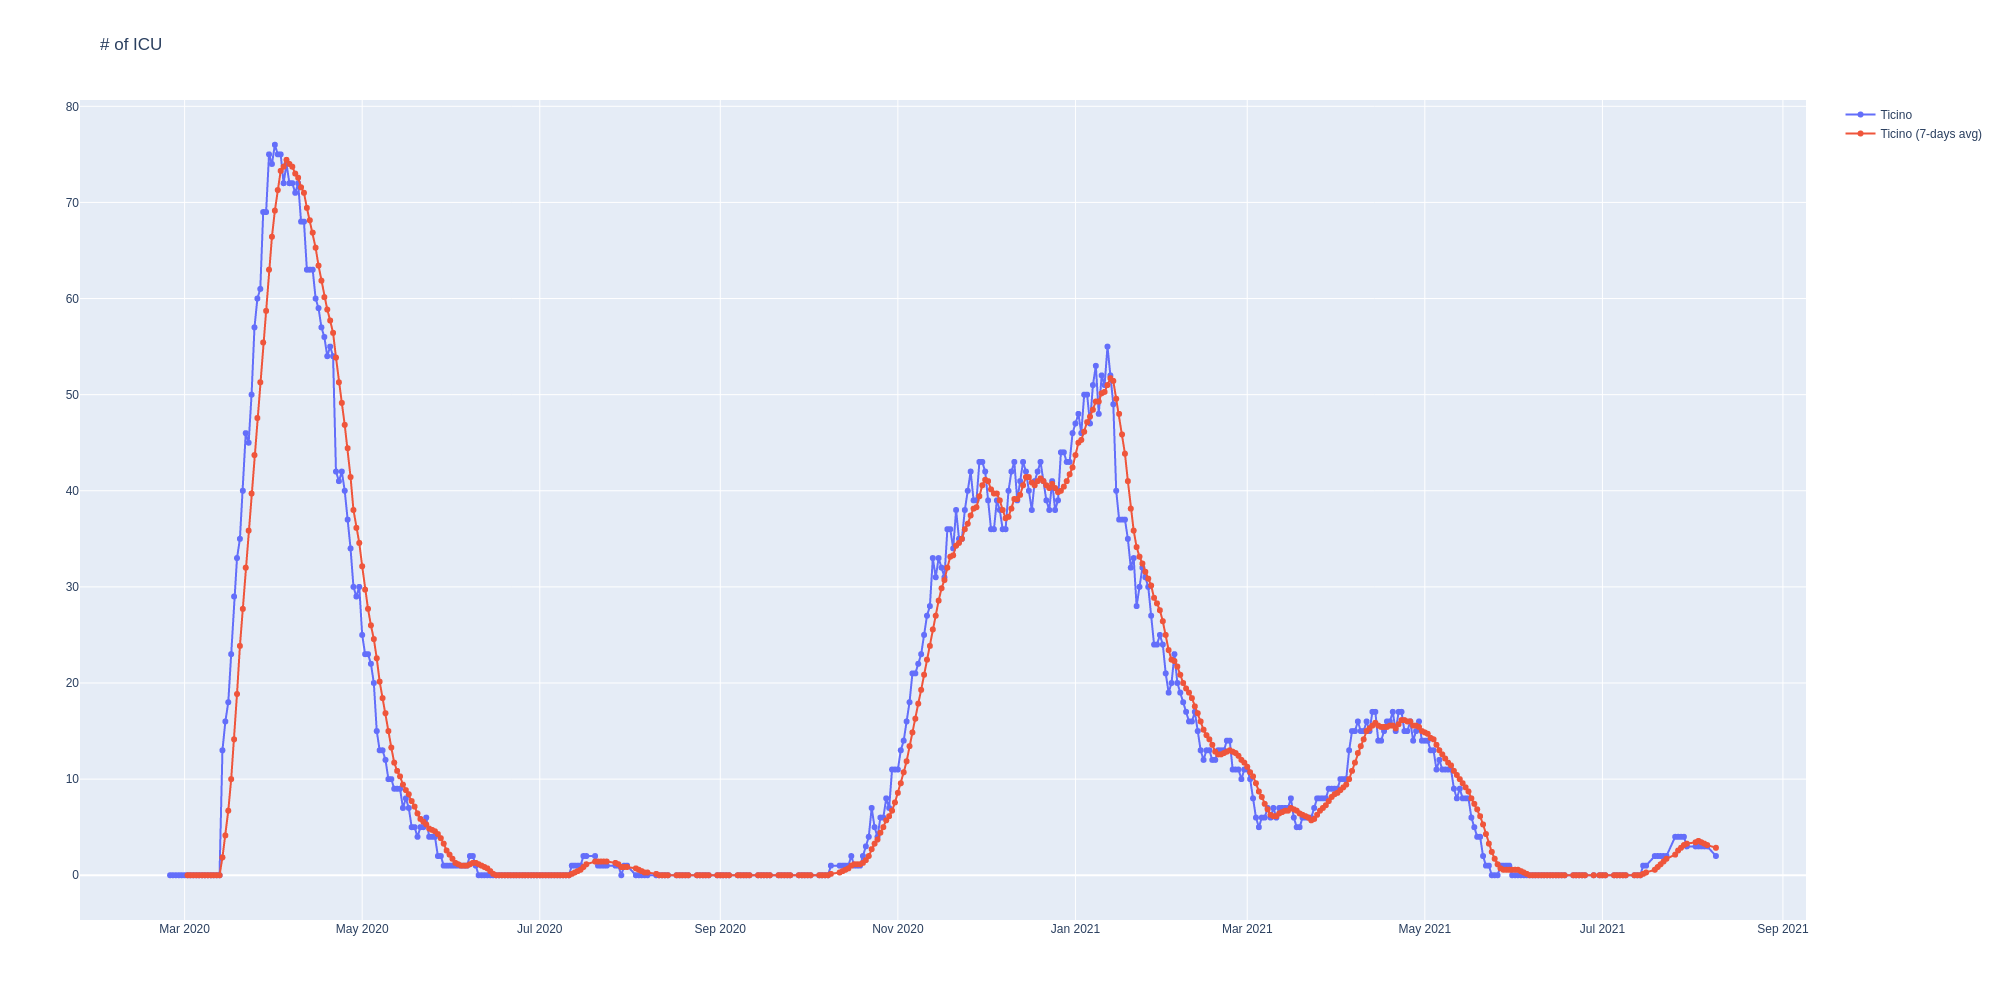 # of ICU
80
70
60
50
40
30
20
10
0
Mar 2020
May 2020
Jul 2020
Sep 2020
Nov 2020
Jan 2021
Mar 2021
May 2021
Jul 2021
Sep 2021
Ticino
Ticino (7-days avg)